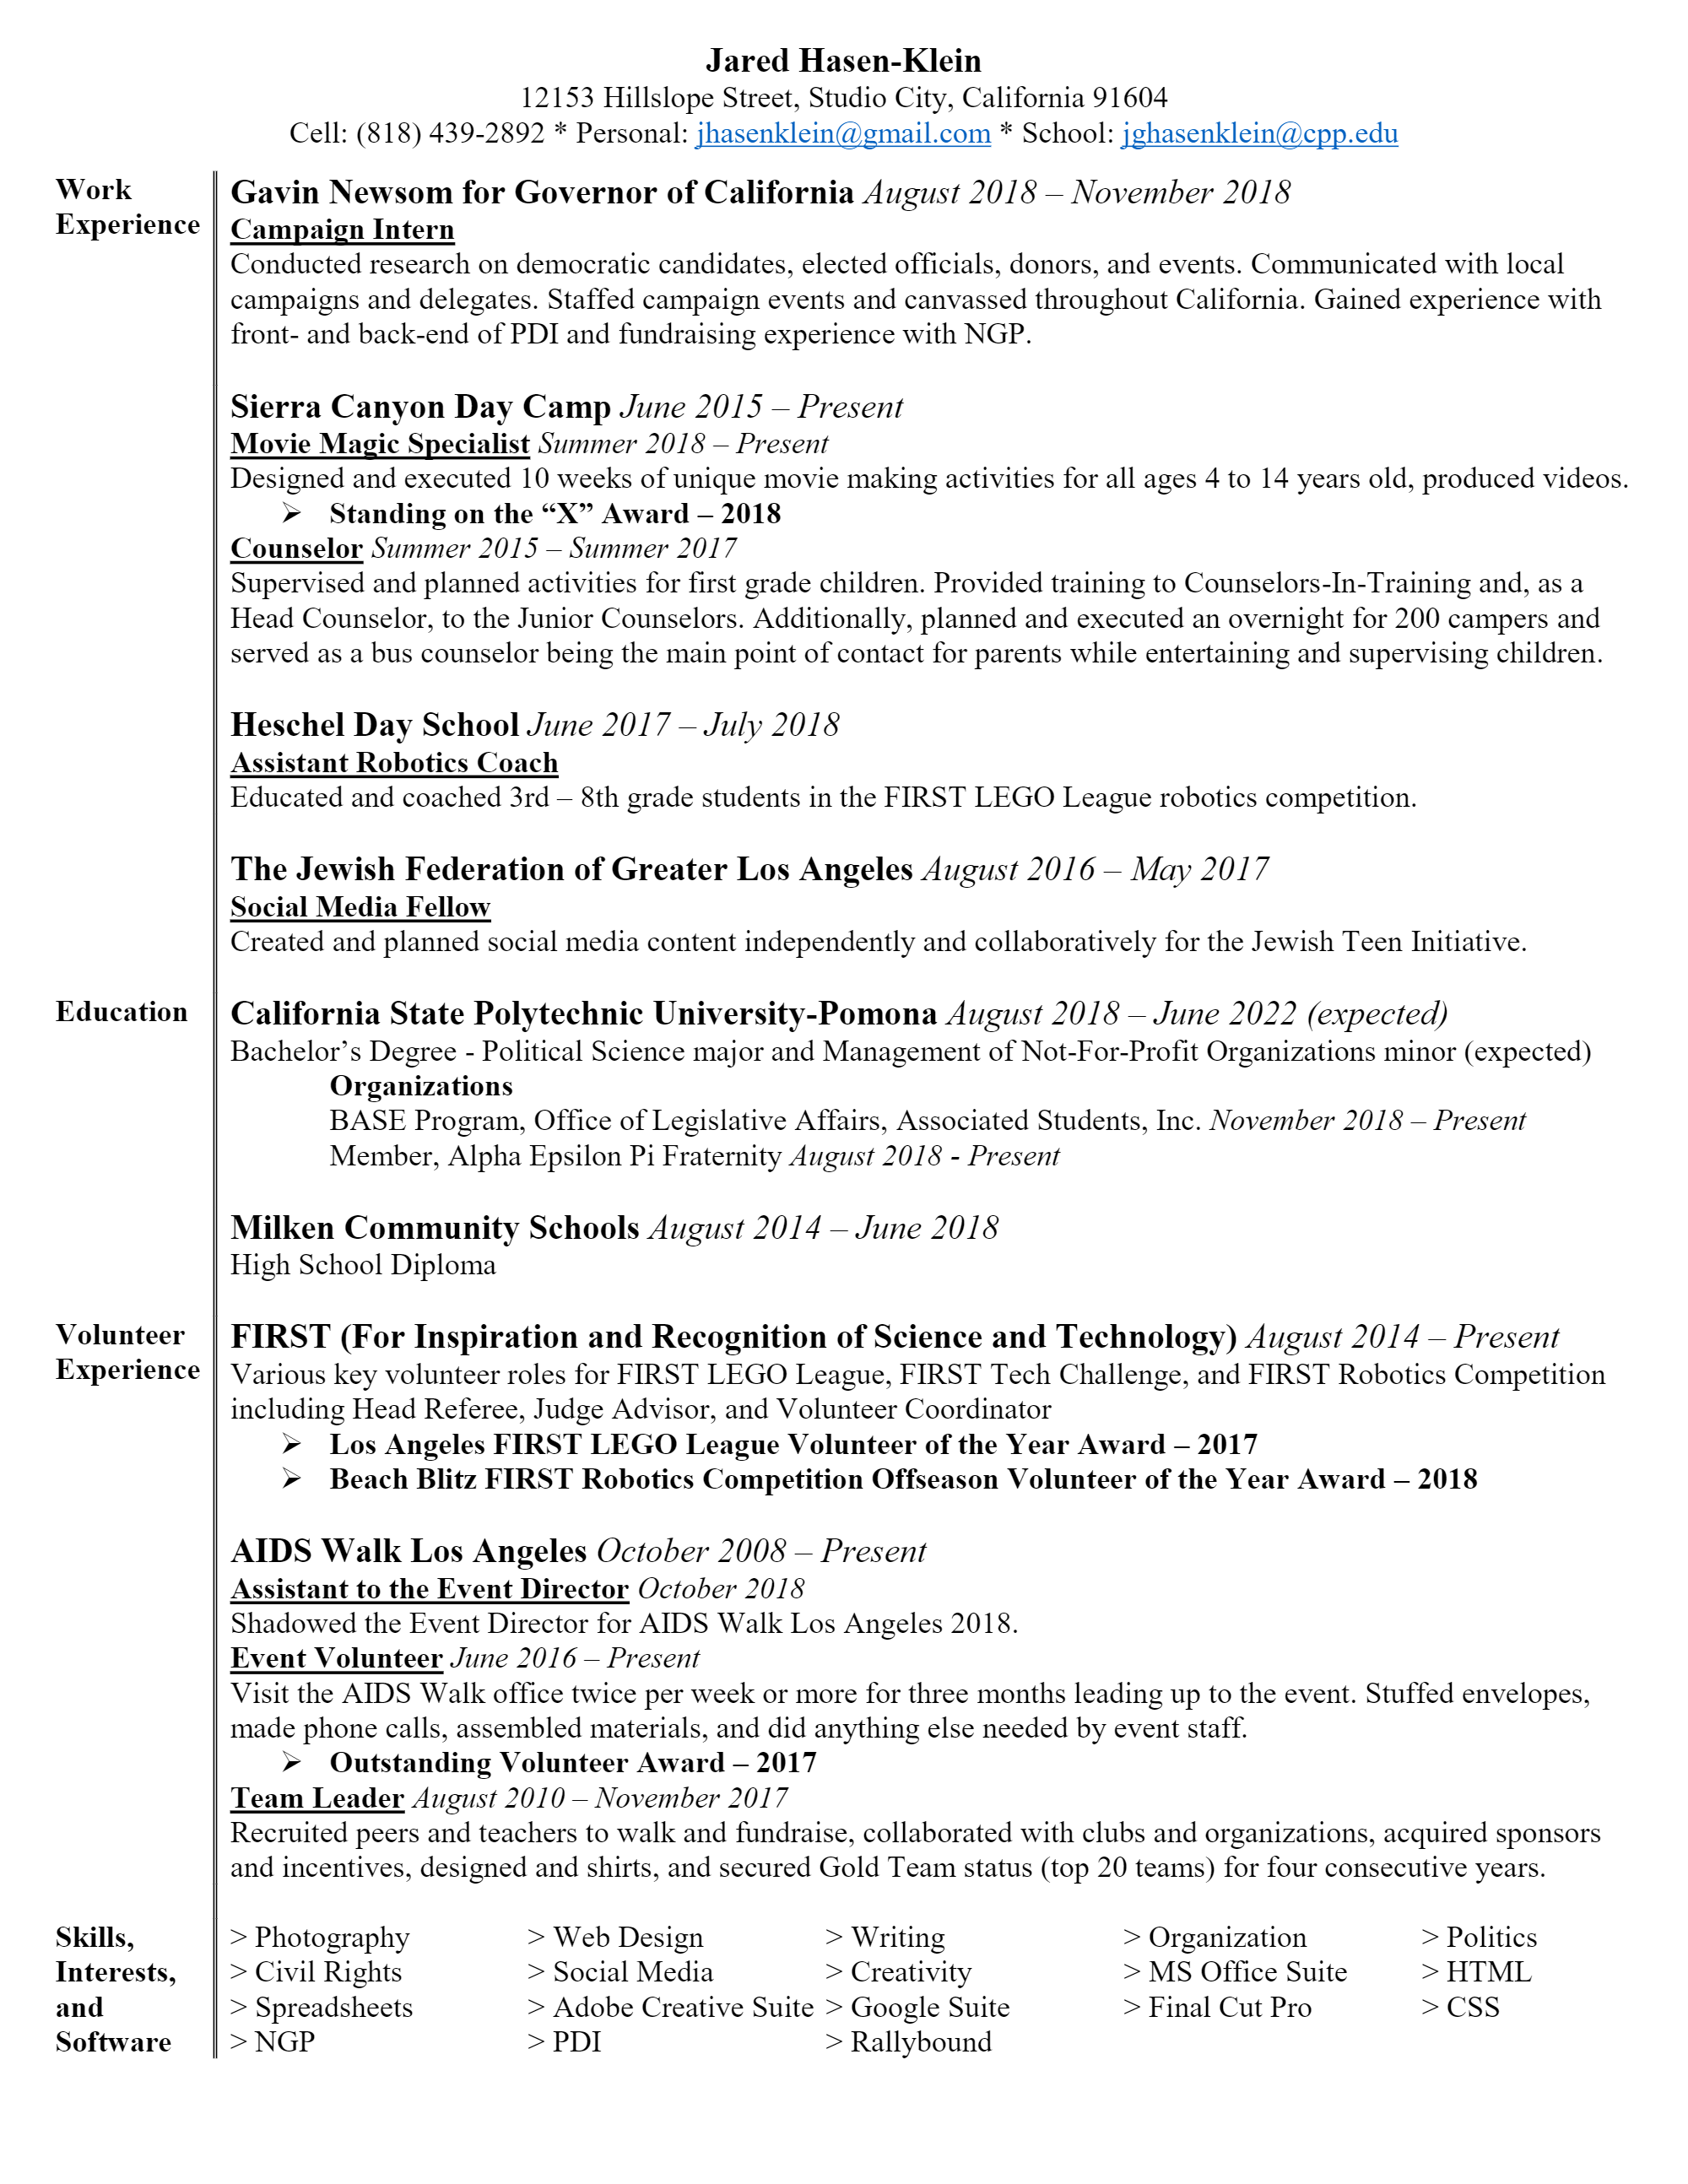 Jared Hasen-Klein
12153 Hillslope Street, Studio City, California 91604
Cell: (818) 439-2892 * Personal: jhasenklein@gmail.com * School: jghasenklein@cpp.edu
Work
Experience
Gavin Newsom for Governor of California August 2018 – November 2018
Campaign Intern
Conducted research on democratic candidates, elected officials, donors, and events. Communicated with local
campaigns and delegates. Staffed campaign events and canvassed throughout California. Gained experience with
front- and back-end of PDI and fundraising experience with NGP.
Sierra Canyon Day Camp June 2015 – Present
Movie Magic Specialist Summer 2018 – Present
Designed and executed 10 weeks of unique movie making activities for all ages 4 to 14 years old, produced videos.
➢ Standing on the “X” Award – 2018
Counselor Summer 2015 – Summer 2017
Supervised and planned activities for first grade children. Provided training to Counselors-In-Training and, as a
Head Counselor, to the Junior Counselors. Additionally, planned and executed an overnight for 200 campers and
served as a bus counselor being the main point of contact for parents while entertaining and supervising children.
Heschel Day School June 2017 – July 2018
Assistant Robotics Coach
Educated and coached 3rd – 8th grade students in the FIRST LEGO League robotics competition.
The Jewish Federation of Greater Los Angeles August 2016 – May 2017
Social Media Fellow
Created and planned social media content independently and collaboratively for the Jewish Teen Initiative.
Education
California State Polytechnic University-Pomona August 2018 – June 2022 (expected)
Bachelor’s Degree - Political Science major and Management of Not-For-Profit Organizations minor (expected)
Organizations
BASE Program, Office of Legislative Affairs, Associated Students, Inc. November 2018 – Present
Member, Alpha Epsilon Pi Fraternity August 2018 - Present
Milken Community Schools August 2014 – June 2018
High School Diploma
Volunteer
Experience
FIRST (For Inspiration and Recognition of Science and Technology) August 2014 – Present
Various key volunteer roles for FIRST LEGO League, FIRST Tech Challenge, and FIRST Robotics Competition
including Head Referee, Judge Advisor, and Volunteer Coordinator
➢ Los Angeles FIRST LEGO League Volunteer of the Year Award – 2017
➢ Beach Blitz FIRST Robotics Competition Offseason Volunteer of the Year Award – 2018
AIDS Walk Los Angeles October 2008 – Present
Assistant to the Event Director October 2018
Shadowed the Event Director for AIDS Walk Los Angeles 2018.
Event Volunteer June 2016 – Present
Visit the AIDS Walk office twice per week or more for three months leading up to the event. Stuffed envelopes,
made phone calls, assembled materials, and did anything else needed by event staff.
➢ Outstanding Volunteer Award – 2017
Team Leader August 2010 – November 2017
Recruited peers and teachers to walk and fundraise, collaborated with clubs and organizations, acquired sponsors
and incentives, designed and shirts, and secured Gold Team status (top 20 teams) for four consecutive years.
Skills,
Interests,
and
Software
> Photography > Web Design > Writing > Organization > Politics
> Civil Rights > Social Media > Creativity > MS Office Suite > HTML
> Spreadsheets > Adobe Creative Suite > Google Suite > Final Cut Pro > CSS
> NGP > PDI > Rallybound